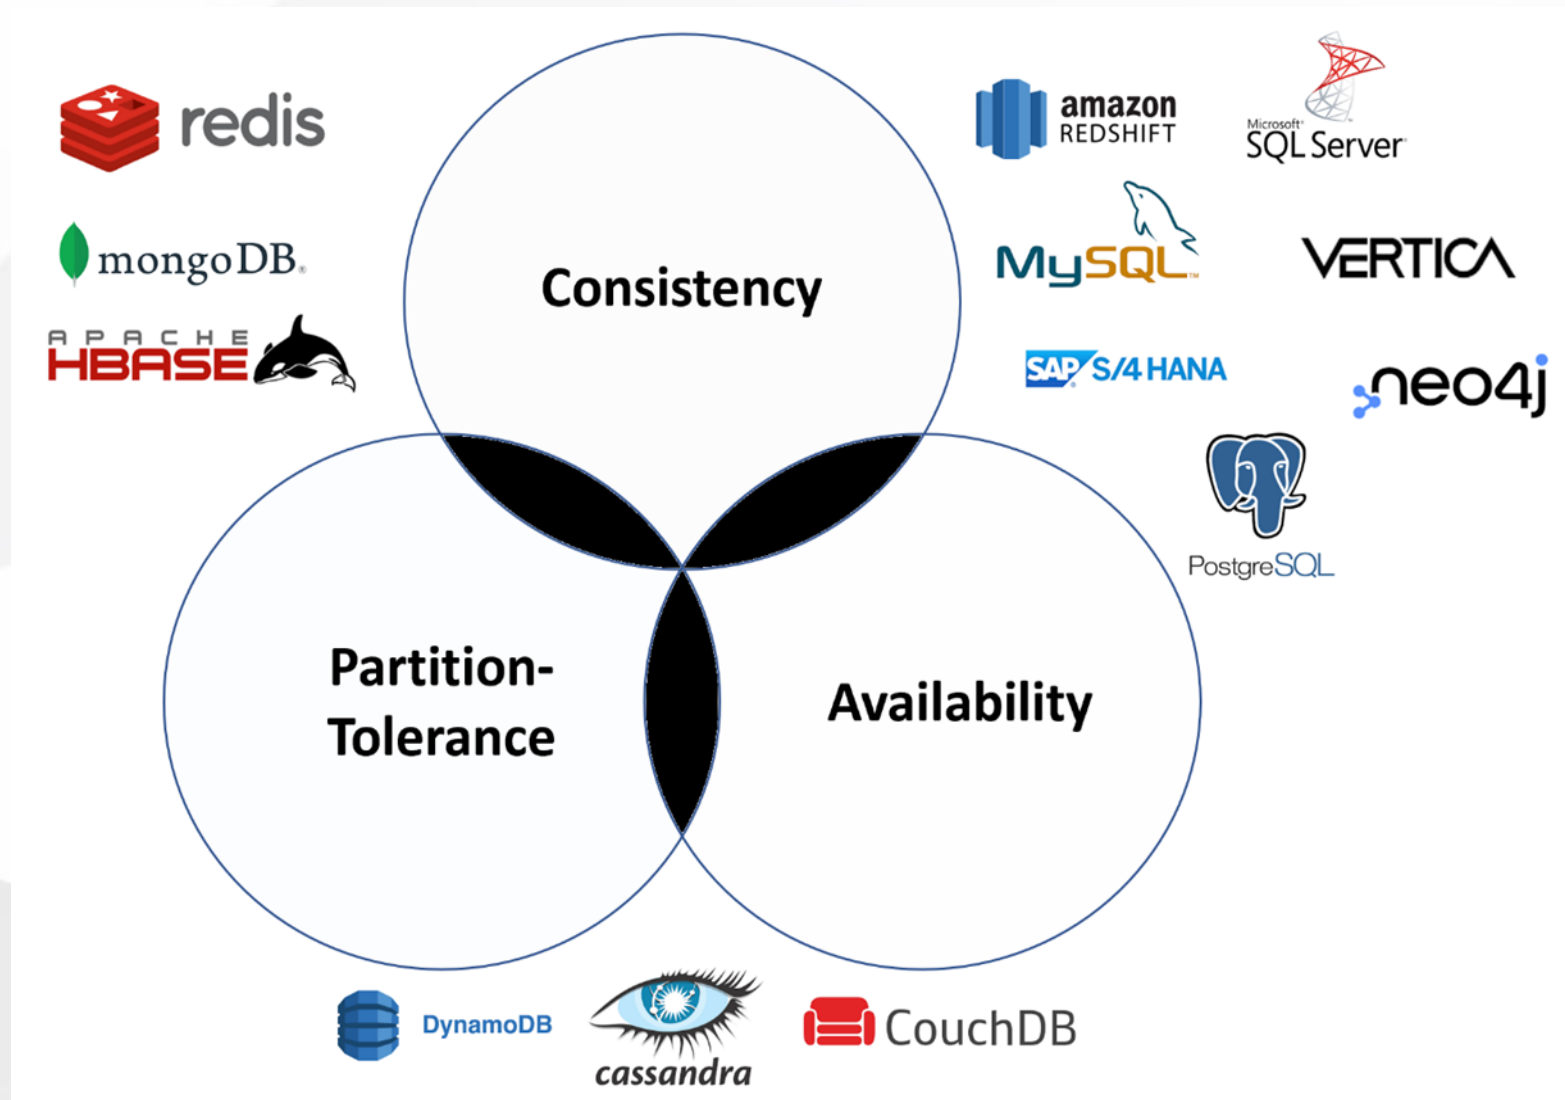 redis
mongoDB®
APACHE
HBASE
Consistency
amazon
REDSHIFT
Microsoft®
SQL Server
MySQL™
VERTICA
SAP® S/4 HANA
neo4j
PostgreSQL
Partition-
Tolerance
Availability
DynamoDB
cassandra
CouchDB